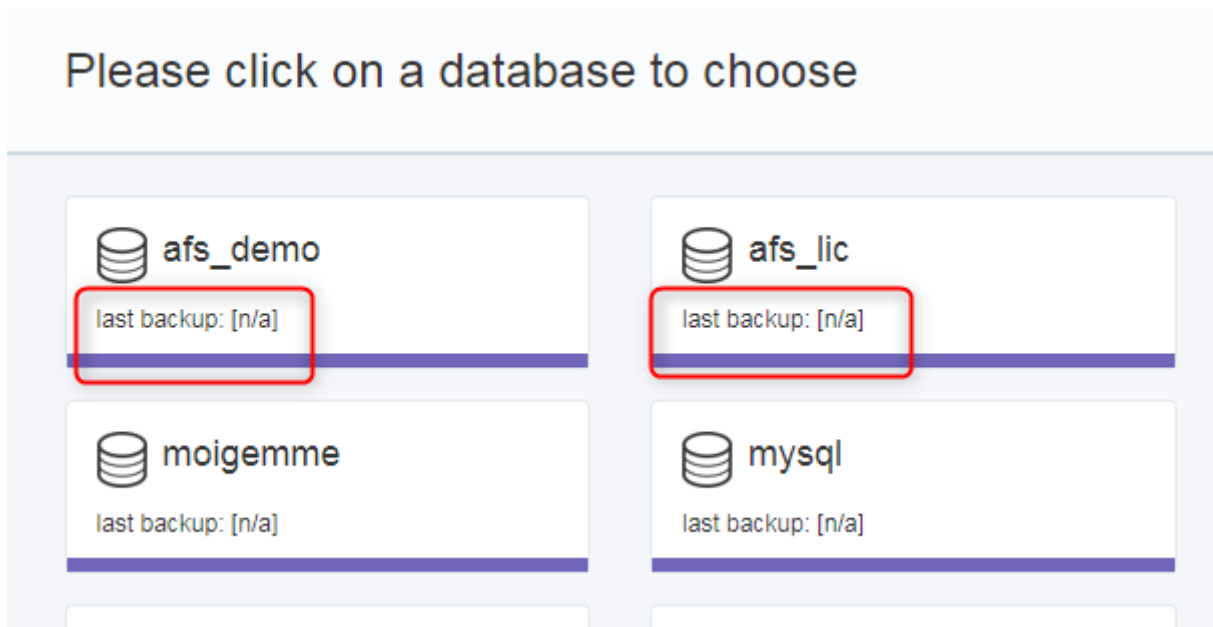 Please click on a database to choose
afs_demo
last backup: [n/a]
afs_lic
last backup: [n/a]
moigemme
last backup: [n/a]
mysql
last backup: [n/a]